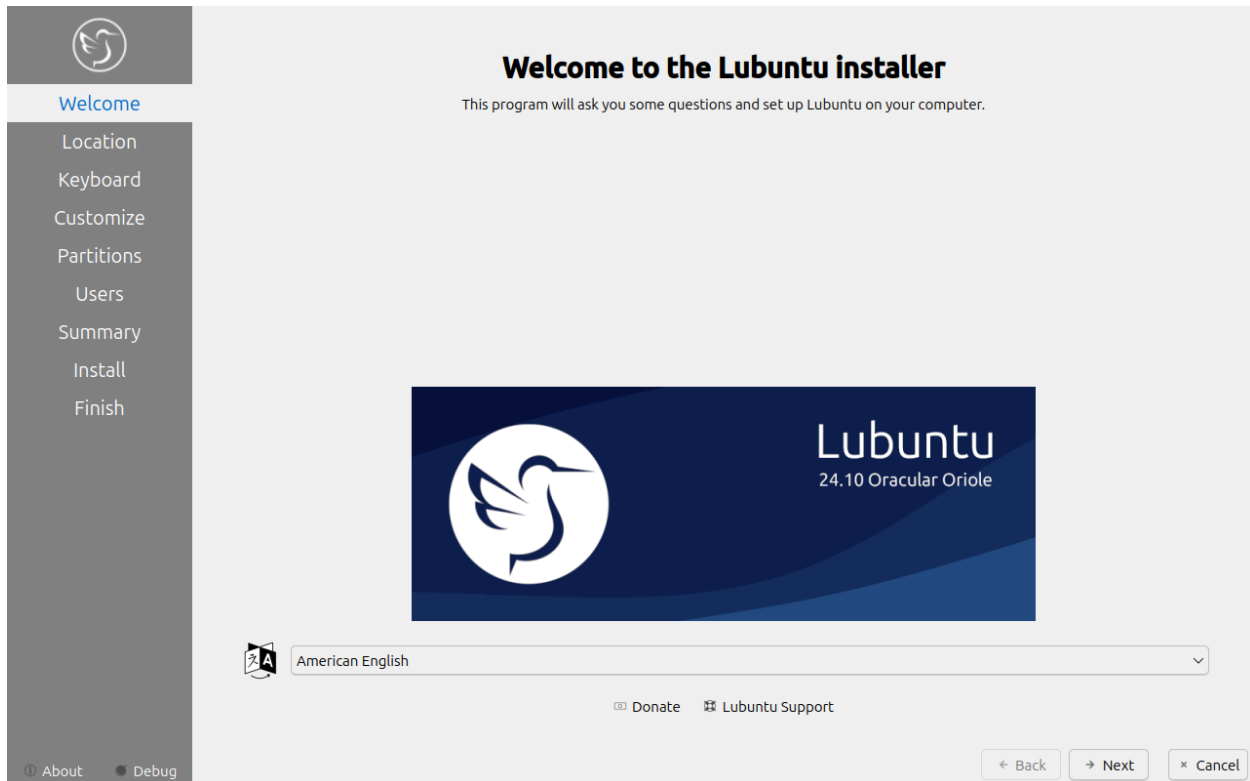 Welcome to the Lubuntu installer
This program will ask you some questions and set up Lubuntu on your computer.
Welcome
Location
Keyboard
Customize
Partitions
Users
Summary
Install
Finish
Lubuntu
24.10 Oracular Oriole
American English
Donate Lubuntu Support
About Debug
Back Next Cancel